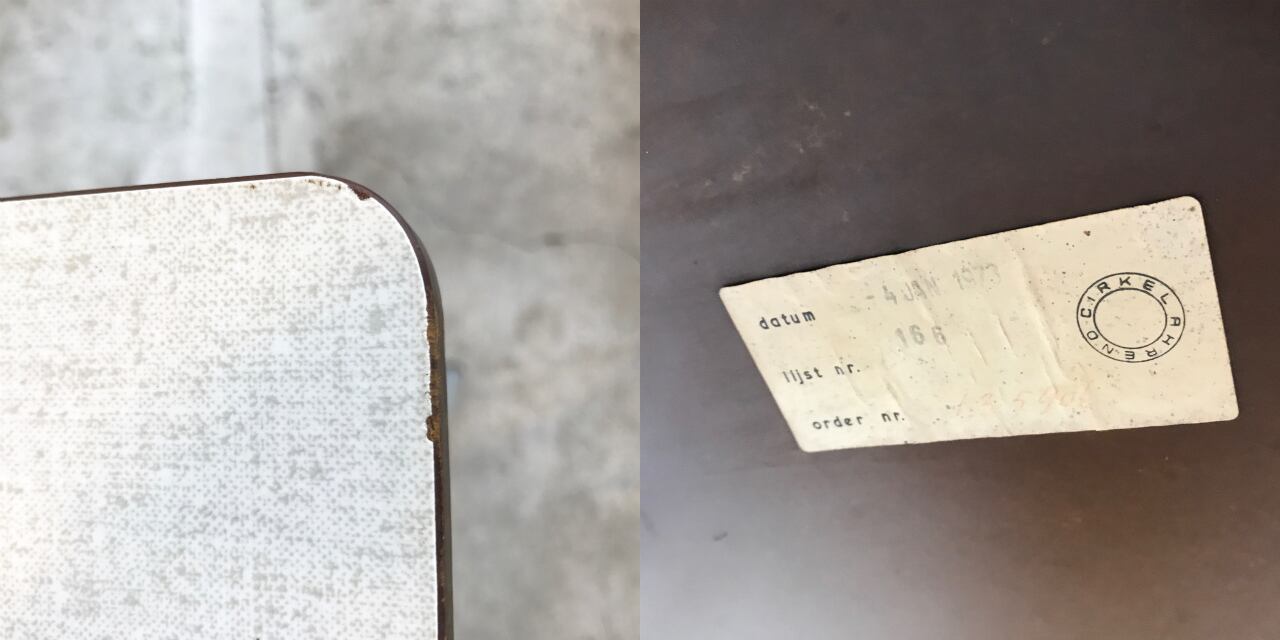 datum - 4 JAN 1973
lijst nr. 166
order nr.
CIRKEL AHREND